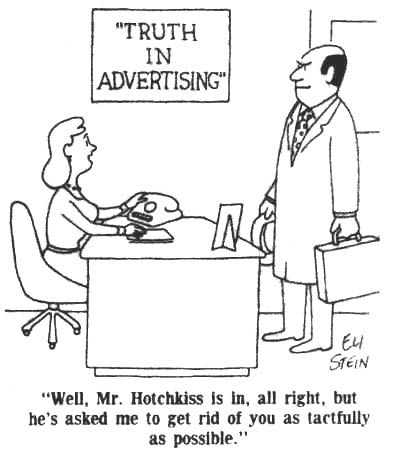 "TRUTH
IN
ADVERTISING"
ELI
STEIN
"Well, Mr. Hotchkiss is in, all right, but
he's asked me to get rid of you as tactfully
as possible."